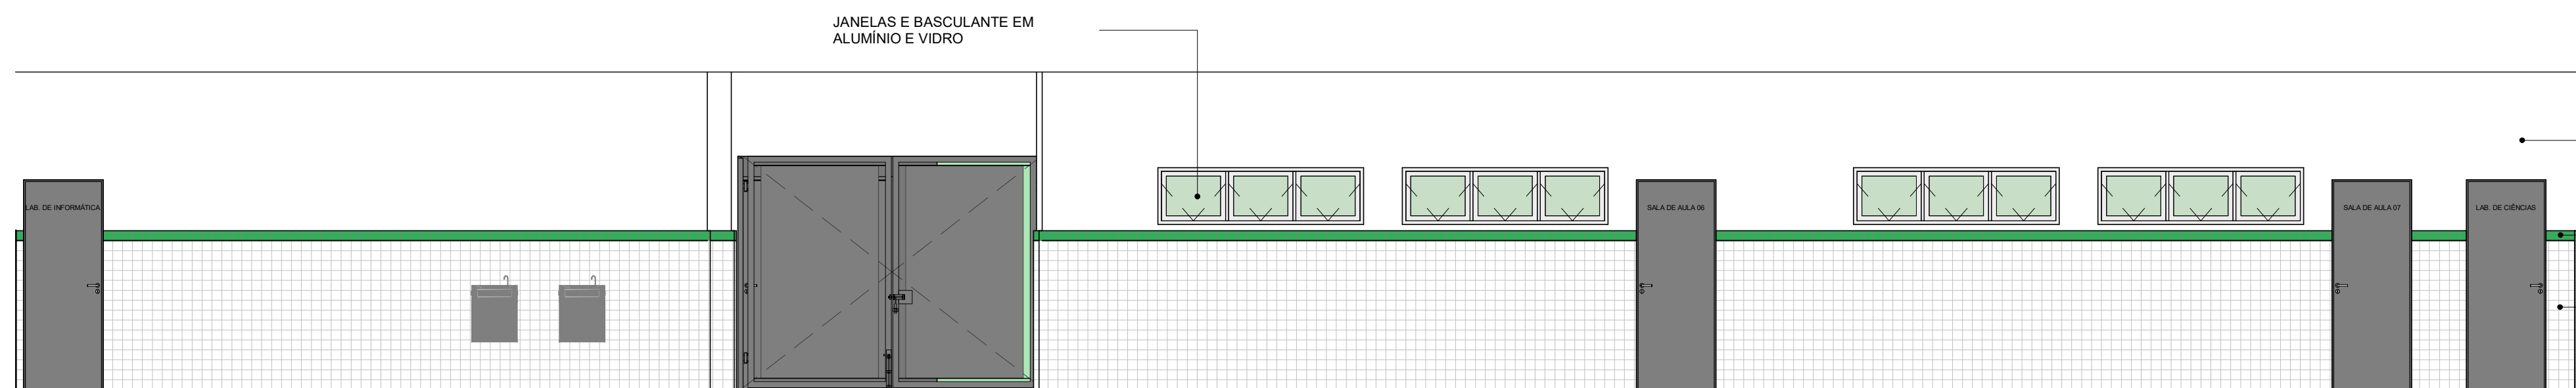 JANELAS E BASCULANTE EM
ALUMÍNIO E VIDRO
LAB. DE INFORMÁTICA
SALA DE AULA 06
SALA DE AULA 07
LAB. DE CIÊNCIAS